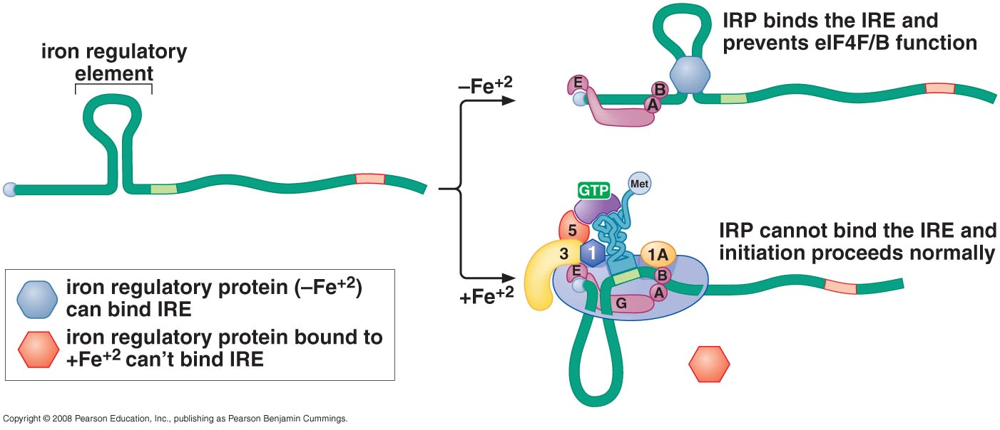 iron regulatory
element
–Fe+2
E
B
A
IRP binds the IRE and
prevents eIF4F/B function
+Fe+2
GTP
Met
5
3
1
1A
E
B
A
G
IRP cannot bind the IRE and
initiation proceeds normally
iron regulatory protein (–Fe+2)
can bind IRE
iron regulatory protein bound to
+Fe+2 can't bind IRE
Copyright © 2008 Pearson Education, Inc., publishing as Pearson Benjamin Cummings.